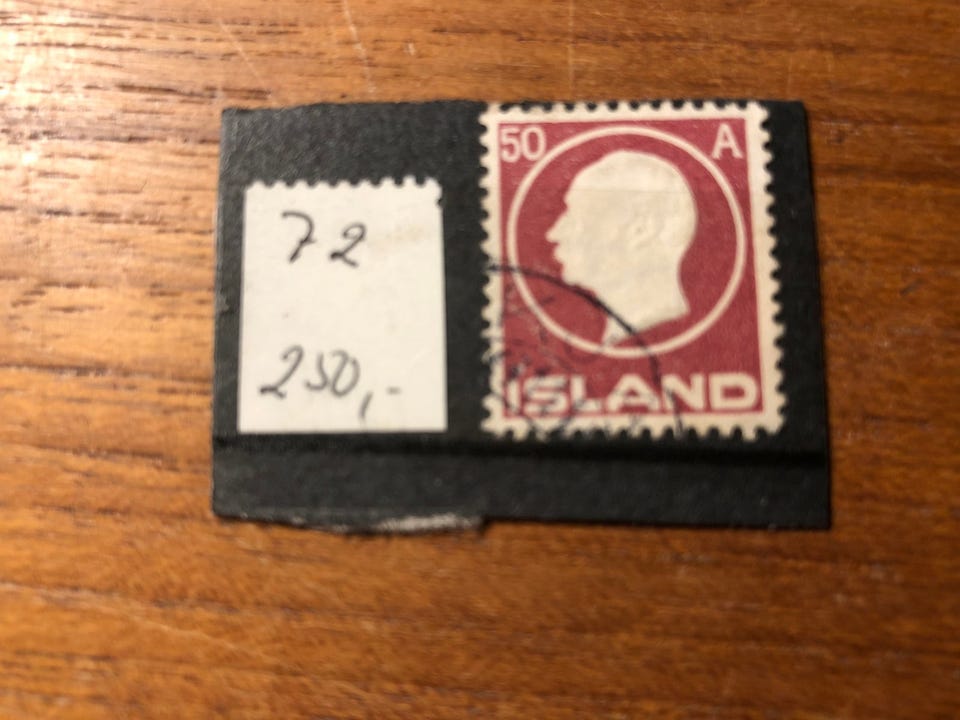 72
250,-
50 A
ISLAND